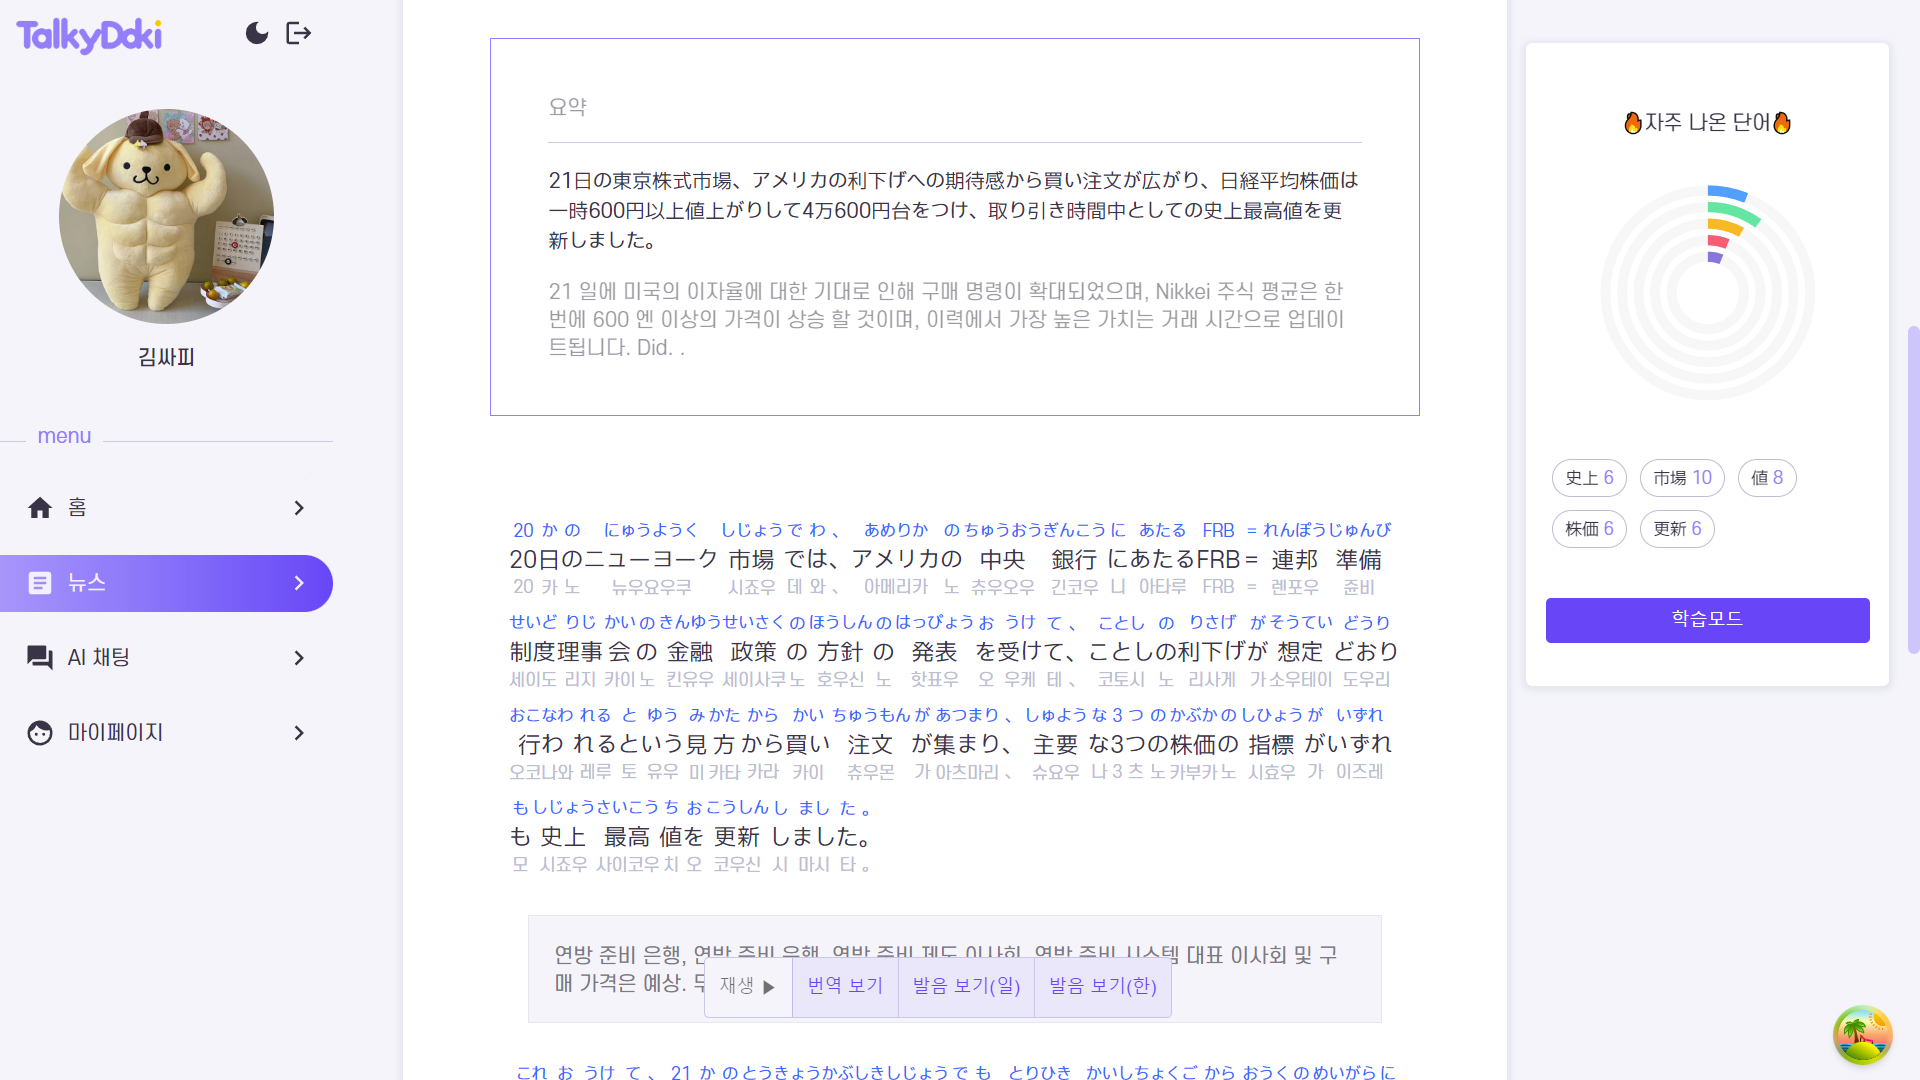 TalkyDoki
김싸피
menu
홈
뉴스
AI 채팅
마이페이지
요약
21日の東京株式市場、アメリカの利下げへの期待感から買い注文が広がり、日経平均株価は
一時600円以上値上がりして4万600円台をつけ、取り引き時間中としての史上最高値を更
新しました。
21 일에 미국의 이자율에 대한 기대로 인해 구매 명령이 확대되었으며, Nikkei 주식 평균은 한
번에 600 엔 이상의 가격이 상승 할 것이며, 이력에서 가장 높은 가치는 거래 시간으로 업데이
트됩니다. Did. .
20 か の にゅうようく しじょう で わ 、 あめりか の ちゅうおう ぎんこう に あたる FRB = れんぽう じゅんび
20日のニューヨーク 市場 では、アメリカの 中央 銀行 にあたるFRB＝ 連邦 準備
20 카 노 뉴우요우쿠 시죠우 데 와 、 아메리카 노 츄우오우 긴코우 니 아타루 FRB = 렌포우 쥰비
せいど りじ かい の きんゆう せいさく の ほうしん の はっぴょう お うけ て 、 ことし の りさげ が そうてい どうり
制度理事 会 の 金融 政策 の 方針 の 発表 を受けて、ことしの利下げが 想定 どおり
세이도 리지 카이 노 킨유우 세이사쿠 노 호우신 노 핫표우 오 우케 테 、 코토시 노 리사게 가 소우테이 도우리
おこなわ れる と ゆう み かた から かい ちゅうもん が あつまり 、 しゅよう な 3 つ の かぶか の しひょう が いずれ
行わ れるという見 方 から買い 注文 が集まり、 主要 な3つの株価の 指標 がいずれ
오코나와 레루 토 유우 미 카타 카라 카이 츄우몬 가 아츠마리 、 슈요우 나 3 츠 노 카부카 노 시효우 가 이즈레
も しじょう さいこう ち お こうしん し まし た 。
も 史上 最高 値を 更新 しました。
모 시죠우 사이코우 치 오 코우신 시 마시 타 。
연방 준비 은행, 연방 준비 은행, 연방 준비 제도 이사회, 연방 준비 시스템 대표 이사회 및 구
매 가격은 예상.
재생 ▶ 번역 보기 발음 보기(일) 발음 보기(한)
これ お うけ て 、 21 か の とうきょう かぶしき しじょう で も とりひき かいし ちょくご から おうく の めいがら に
🔥자주 나온 단어🔥
史上 6 市場 10 値 8
株価 6 更新 6
학습모드